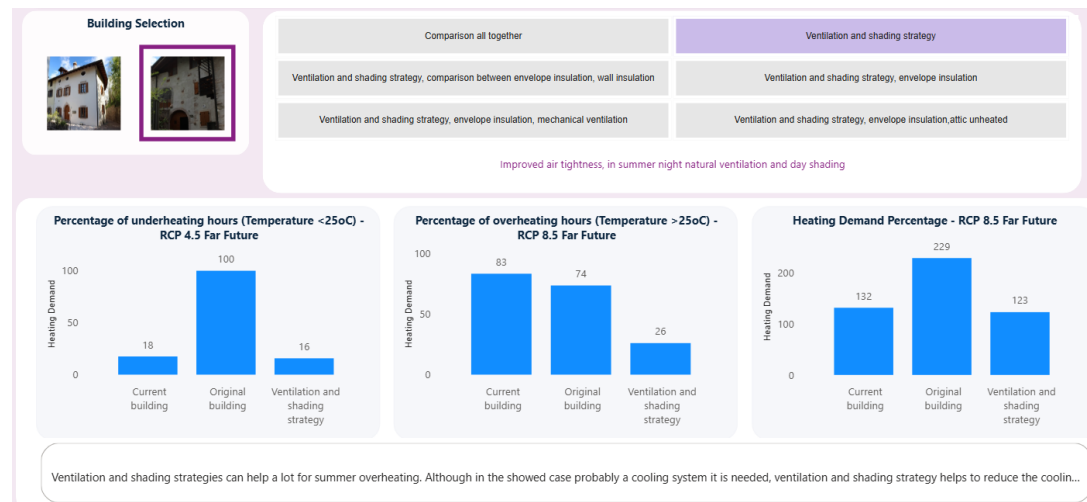 Building Selection
Comparison all together
Ventilation and shading strategy
Ventilation and shading strategy, comparison between envelope insulation, wall insulation
Ventilation and shading strategy, envelope insulation
Ventilation and shading strategy, envelope insulation, mechanical ventilation
Ventilation and shading strategy, envelope insulation,attic unheated
Improved air tightness, in summer night natural ventilation and day shading
Percentage of underheating hours (Temperature <25oC) -
RCP 4.5 Far Future
Heating Demand
100
50
0
18
100
16
Current
building
Original
building
Ventilation and
shading
strategy
Percentage of overheating hours (Temperature >25oC) -
RCP 8.5 Far Future
Heating Demand
100
50
0
83
74
26
Current
building
Original
building
Ventilation and
shading
strategy
Heating Demand Percentage - RCP 8.5 Far Future
Heating Demand
200
100
0
132
229
123
Current
building
Original
building
Ventilation and
shading
strategy
Ventilation and shading strategies can help a lot for summer overheating. Although in the showed case probably a cooling system it is needed, ventilation and shading strategy helps to reduce the coolin...